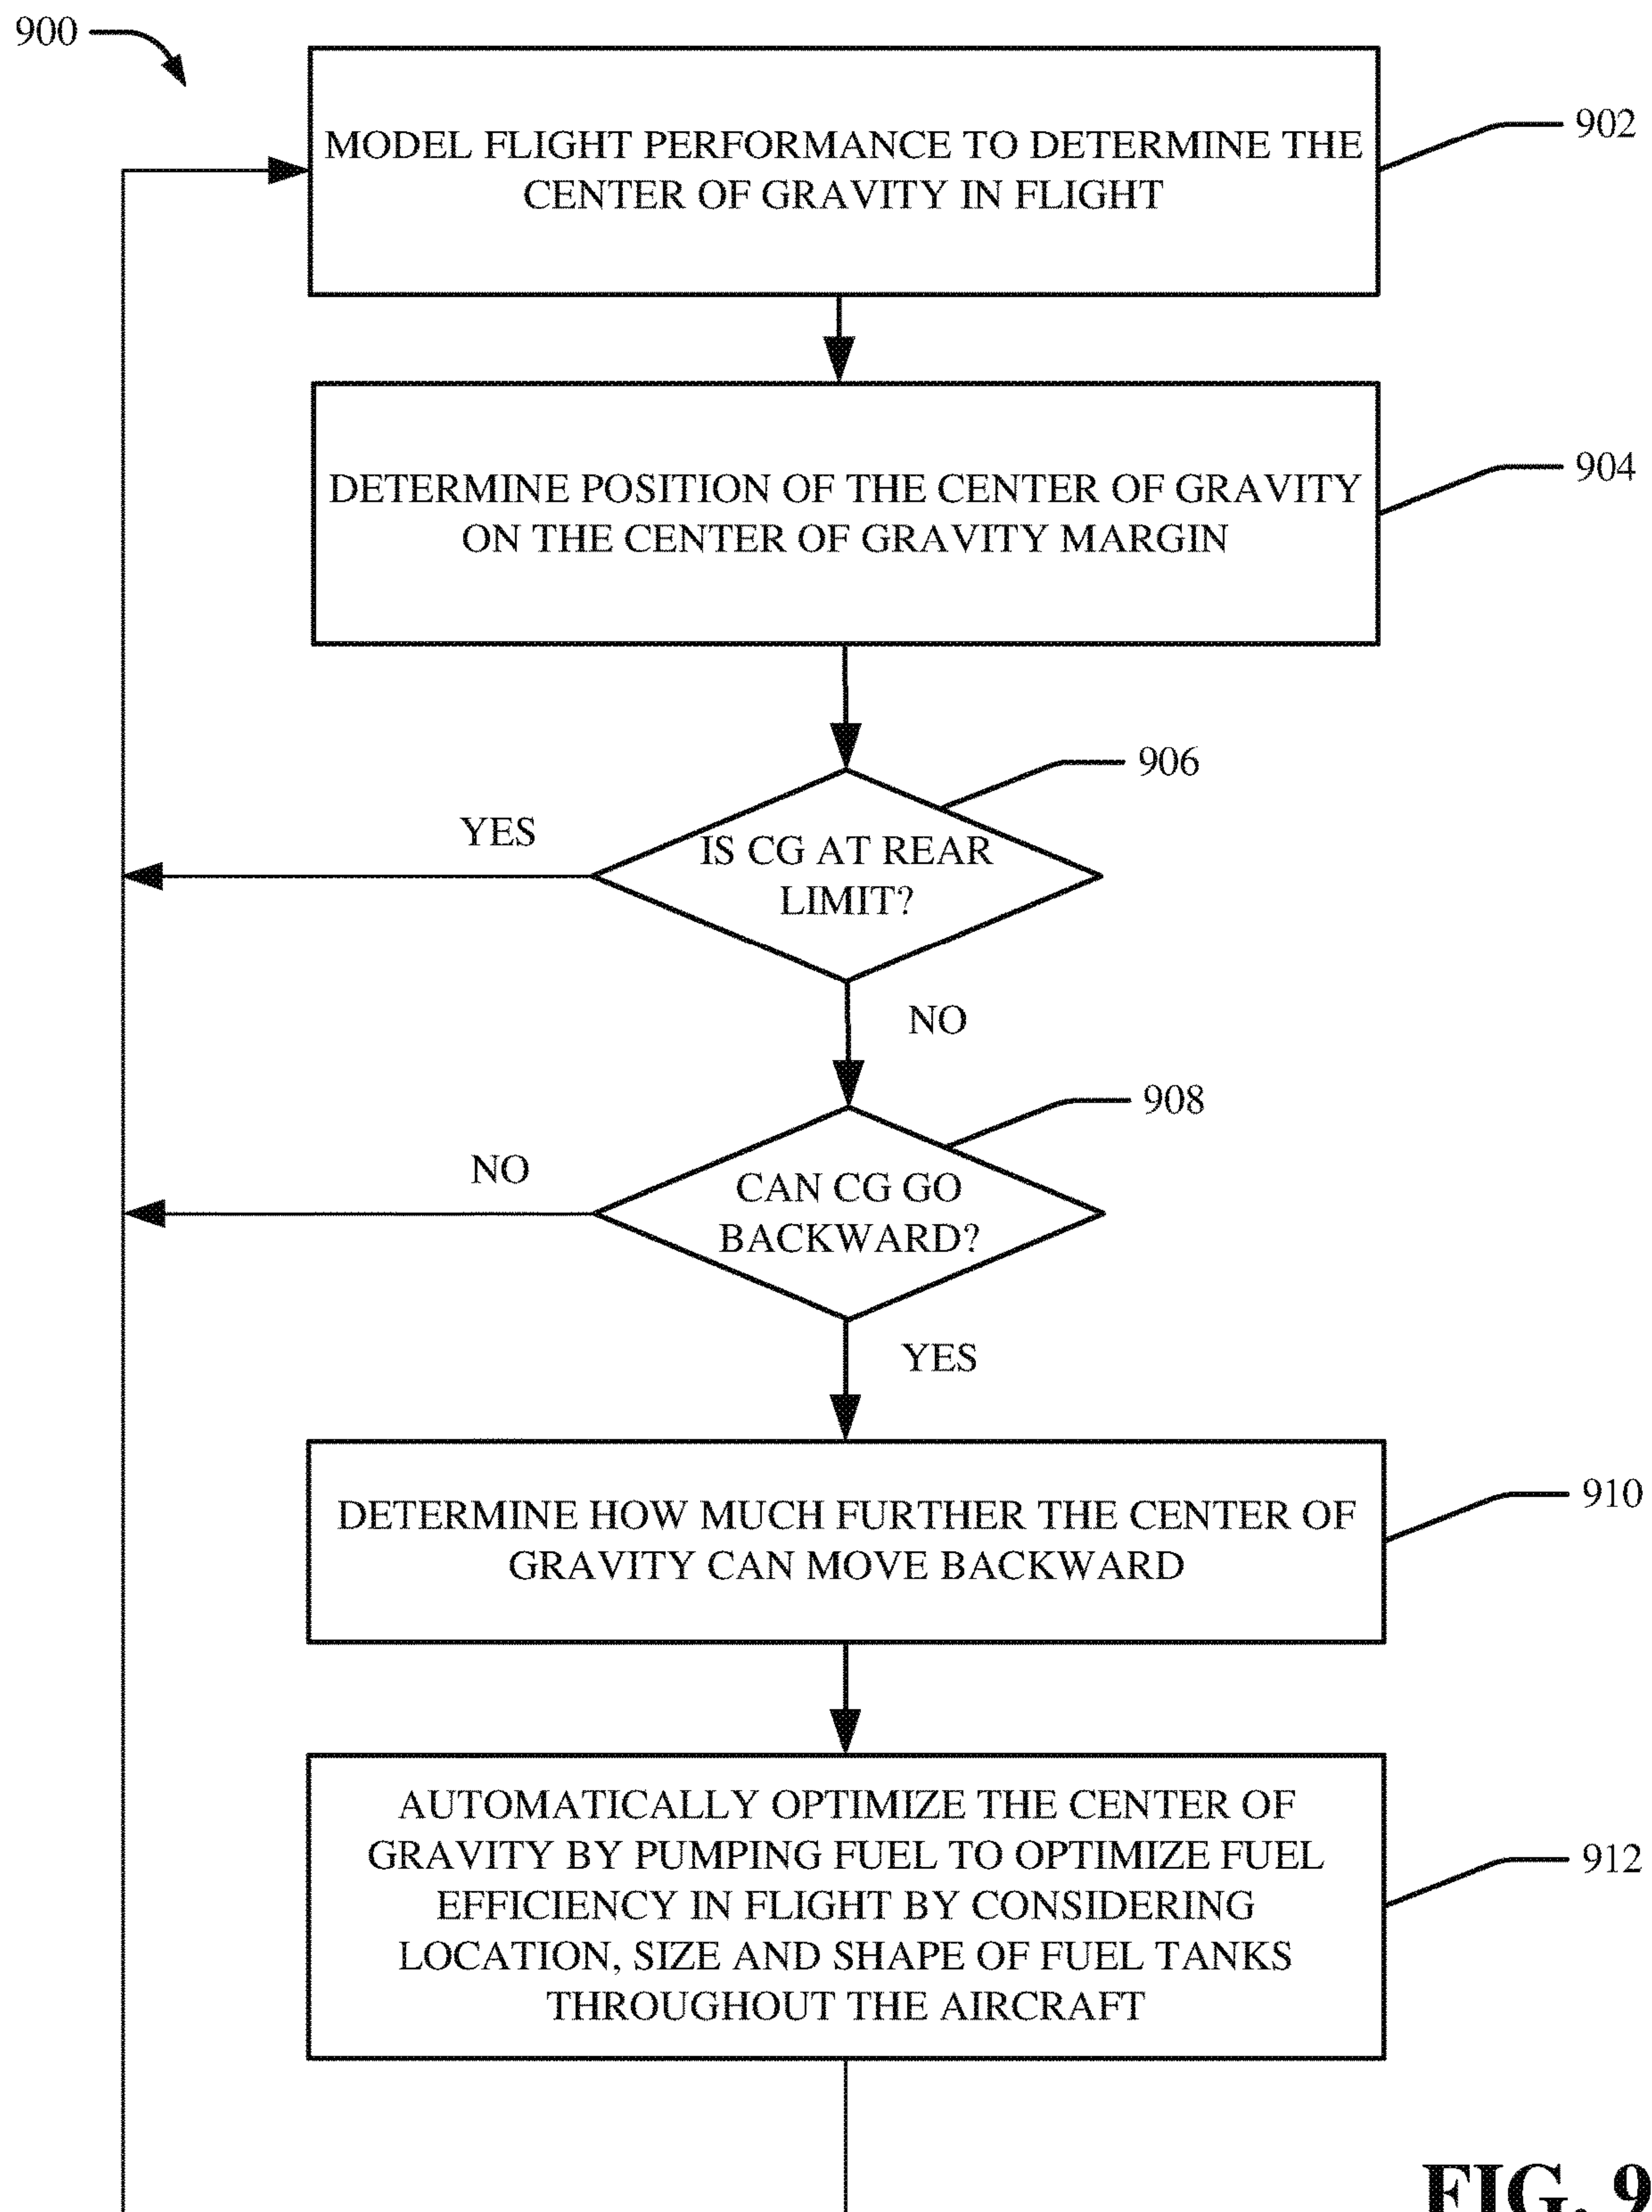 900
MODEL FLIGHT PERFORMANCE TO DETERMINE THE
CENTER OF GRAVITY IN FLIGHT
902
DETERMINE POSITION OF THE CENTER OF GRAVITY
ON THE CENTER OF GRAVITY MARGIN
904
906
YES
IS CG AT REAR
LIMIT?
NO
908
NO
CAN CG GO
BACKWARD?
YES
DETERMINE HOW MUCH FURTHER THE CENTER OF
GRAVITY CAN MOVE BACKWARD
910
AUTOMATICALLY OPTIMIZE THE CENTER OF
GRAVITY BY PUMPING FUEL TO OPTIMIZE FUEL
EFFICIENCY IN FLIGHT BY CONSIDERING
LOCATION, SIZE AND SHAPE OF FUEL TANKS
THROUGHOUT THE AIRCRAFT
912
FIG. 9